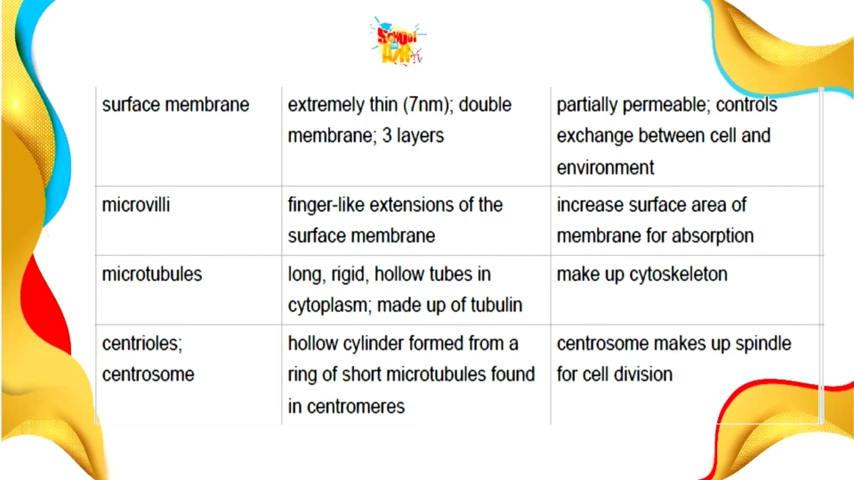 SCHOOL
surface membrane
extremely thin (7nm); double
membrane; 3 layers
partially permeable; controls
exchange between cell and
environment
microvilli
finger-like extensions of the
surface membrane
increase surface area of
membrane for absorption
microtubules
long, rigid, hollow tubes in
cytoplasm; made up of tubulin
make up cytoskeleton
centrioles;
centrosome
hollow cylinder formed from a
ring of short microtubules found
in centromeres
centrosome makes up spindle
for cell division